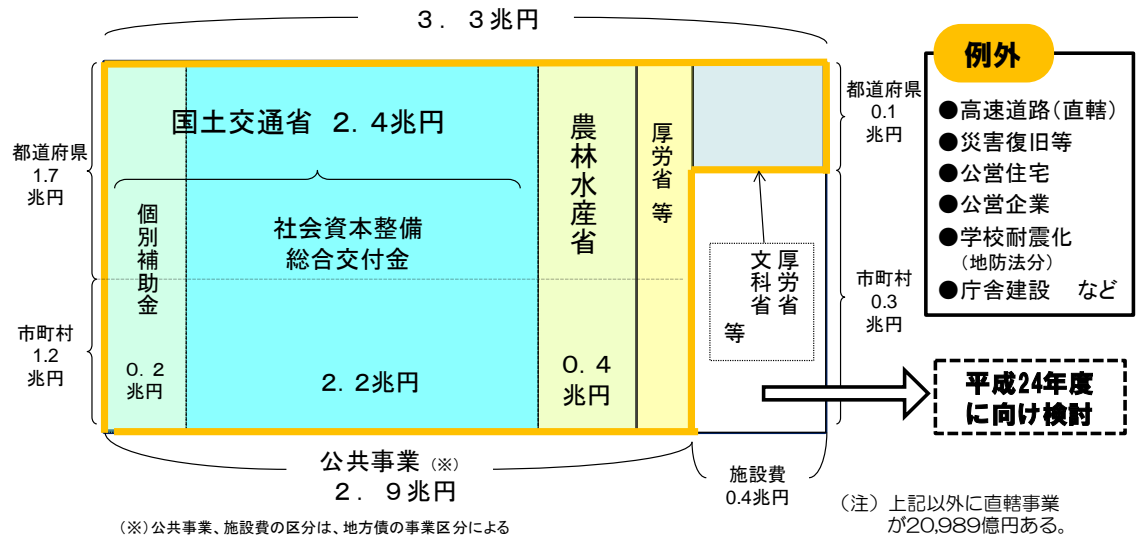 ３．３兆円
都道府県
1.7
兆円
市町村
1.2
兆円
国土交通省 ２.４兆円
個別補助金
０.２
兆円
社会資本整備
総合交付金
２.２兆円
農林水産省
０.４
兆円
厚労省 等
厚労省
文科省
等
都道府県
0.1
兆円
市町村
0.3
兆円
例外
●高速道路（直轄）
●災害復旧等
●公営住宅
●公営企業
●学校耐震化
（地防法分）
●庁舎建設 など
平成24年度
に向け検討
公共事業（※）
２．９兆円
施設費
0.4兆円
（※）公共事業、施設費の区分は、地方債の事業区分による
（注） 上記以外に直轄事業
が20,989億円ある。